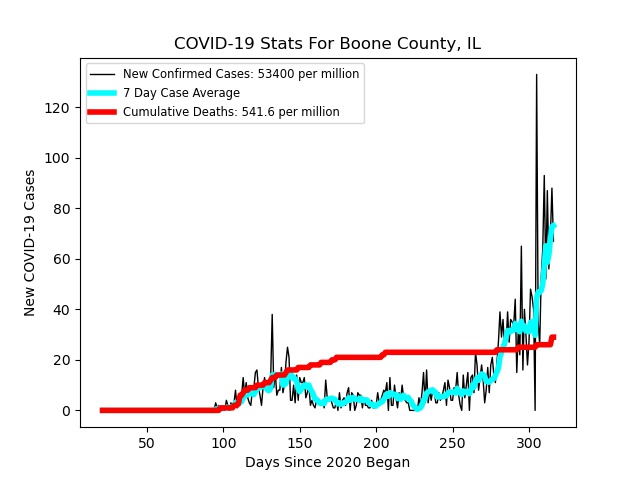 COVID-19 Stats For Boone County, IL
New Confirmed Cases: 53400 per million
7 Day Case Average
Cumulative Deaths: 541.6 per million
New COVID-19 Cases
120
100
80
60
40
20
0
50 100 150 200 250 300
Days Since 2020 Began